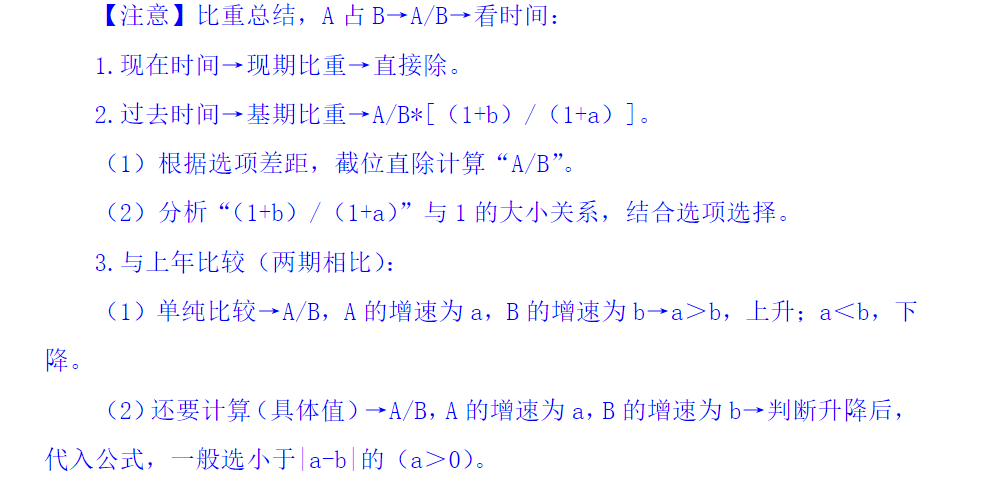 【注意】比重总结，A 占 B→A/B→看时间：
1.现在时间→现期比重→直接除。
2.过去时间→基期比重→A/B*[（1+b）/（1+a）]。
（1）根据选项差距，截位直除计算“A/B”。
（2）分析“（1+b）/（1+a）”与 1 的大小关系，结合选项选择。
3.与上年比较（两期相比）：
（1）单纯比较→A/B，A 的增速为 a，B 的增速为 b→a＞b，上升；a＜b，下
降。
（2）还要计算（具体值）→A/B，A 的增速为 a，B 的增速为 b→判断升降后，
代入公式，一般选小于|a-b|的（a＞0）。